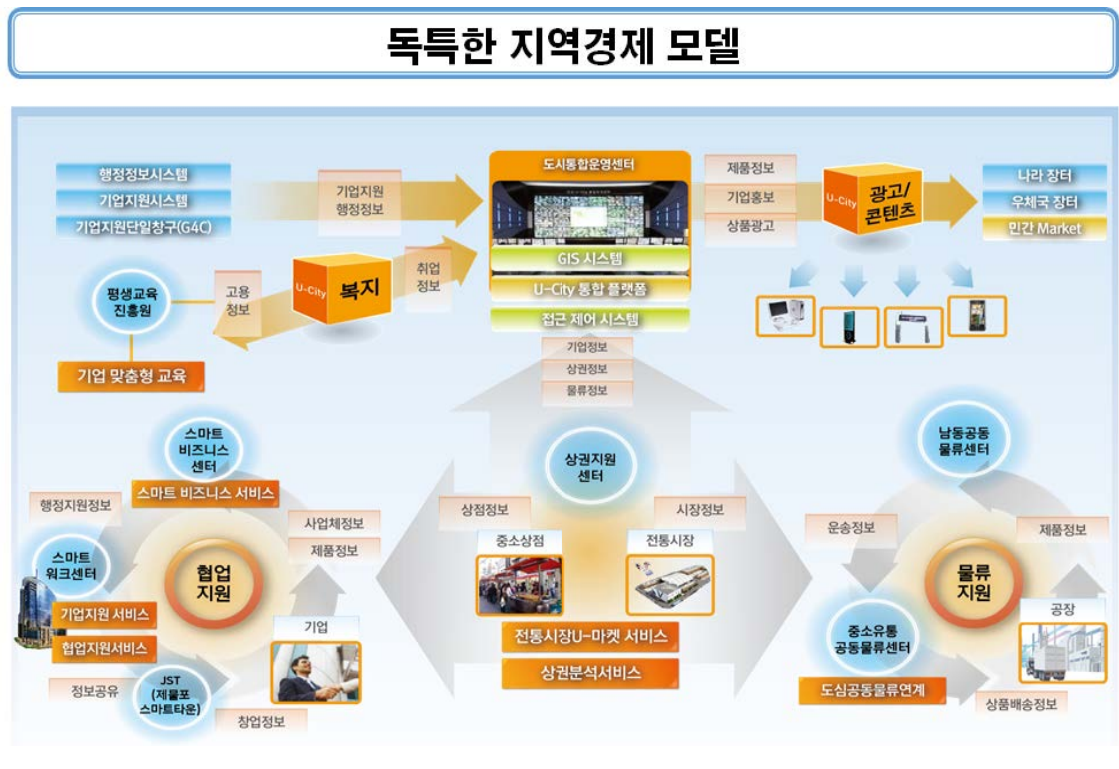 독특한 지역경제 모델
행정정보시스템
기업지원시스템
기업지원단일창구(G4C)
기업지원
행정정보
도시통합운영센터
GIS 시스템
U-City 통합 플랫폼
접근 제어 시스템
제품정보
기업홍보
상품광고
U-City
광고/
콘텐츠
나라 장터
우체국 장터
민간 Market
평생교육
진흥원
고용
정보
U-City
복지
취업
정보
기업 맞춤형 교육
기업정보
상권정보
물류정보
스마트
비즈니스
센터
스마트 비즈니스 서비스
행정지원정보
사업체정보
제품정보
스마트
워크센터
협업
지원
기업지원 서비스
협업지원서비스
기업
정보공유
JST
(제물포
스마트타운)
창업정보
상권지원
센터
상점정보
시장정보
중소상점
전통시장
전통시장U-마켓 서비스
상권분석서비스
남동공동
물류센터
운송정보
제품정보
물류
지원
공장
중소유통
공동물류센터
도심공동물류연계
상품배송정보